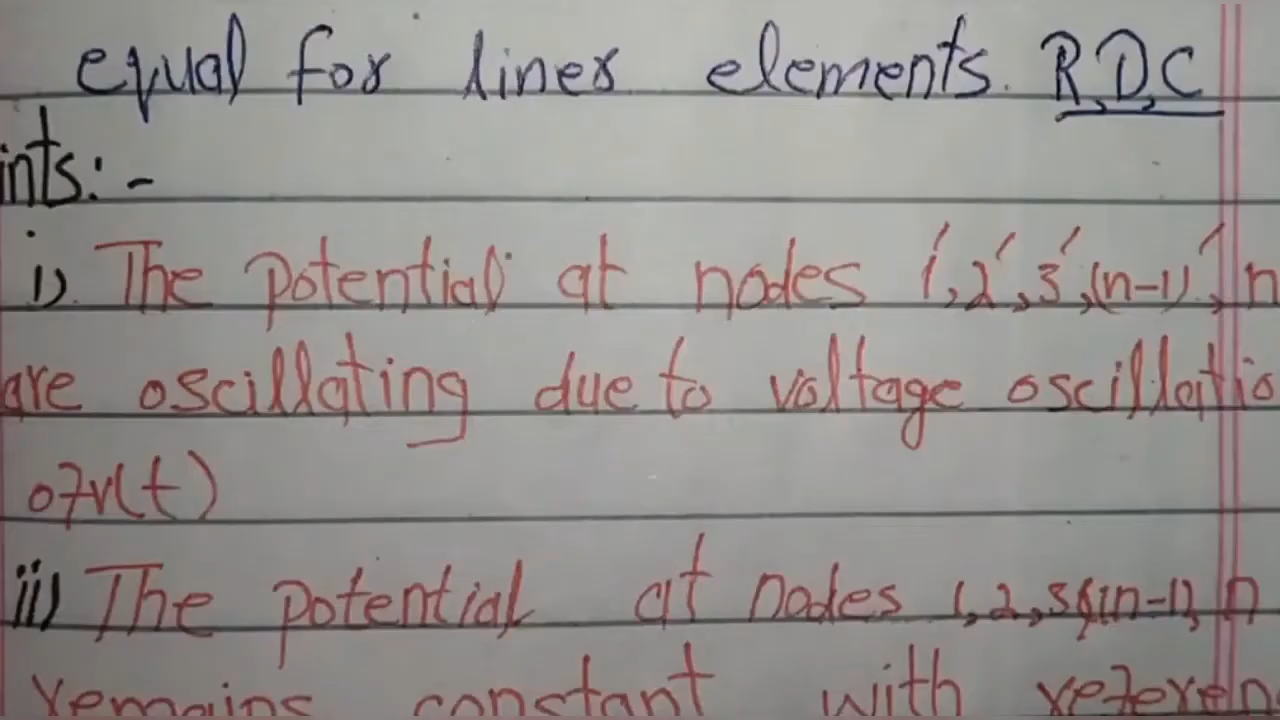 equal for liner elements. R,D,C
ints:-
i) The potential at nodes 1',2',3',(n-1)', n
are oscillating due to voltage oscillatio
of v(t)
ii) The potential at nodes 1,2,3,(n-1), n
remains constant with referen